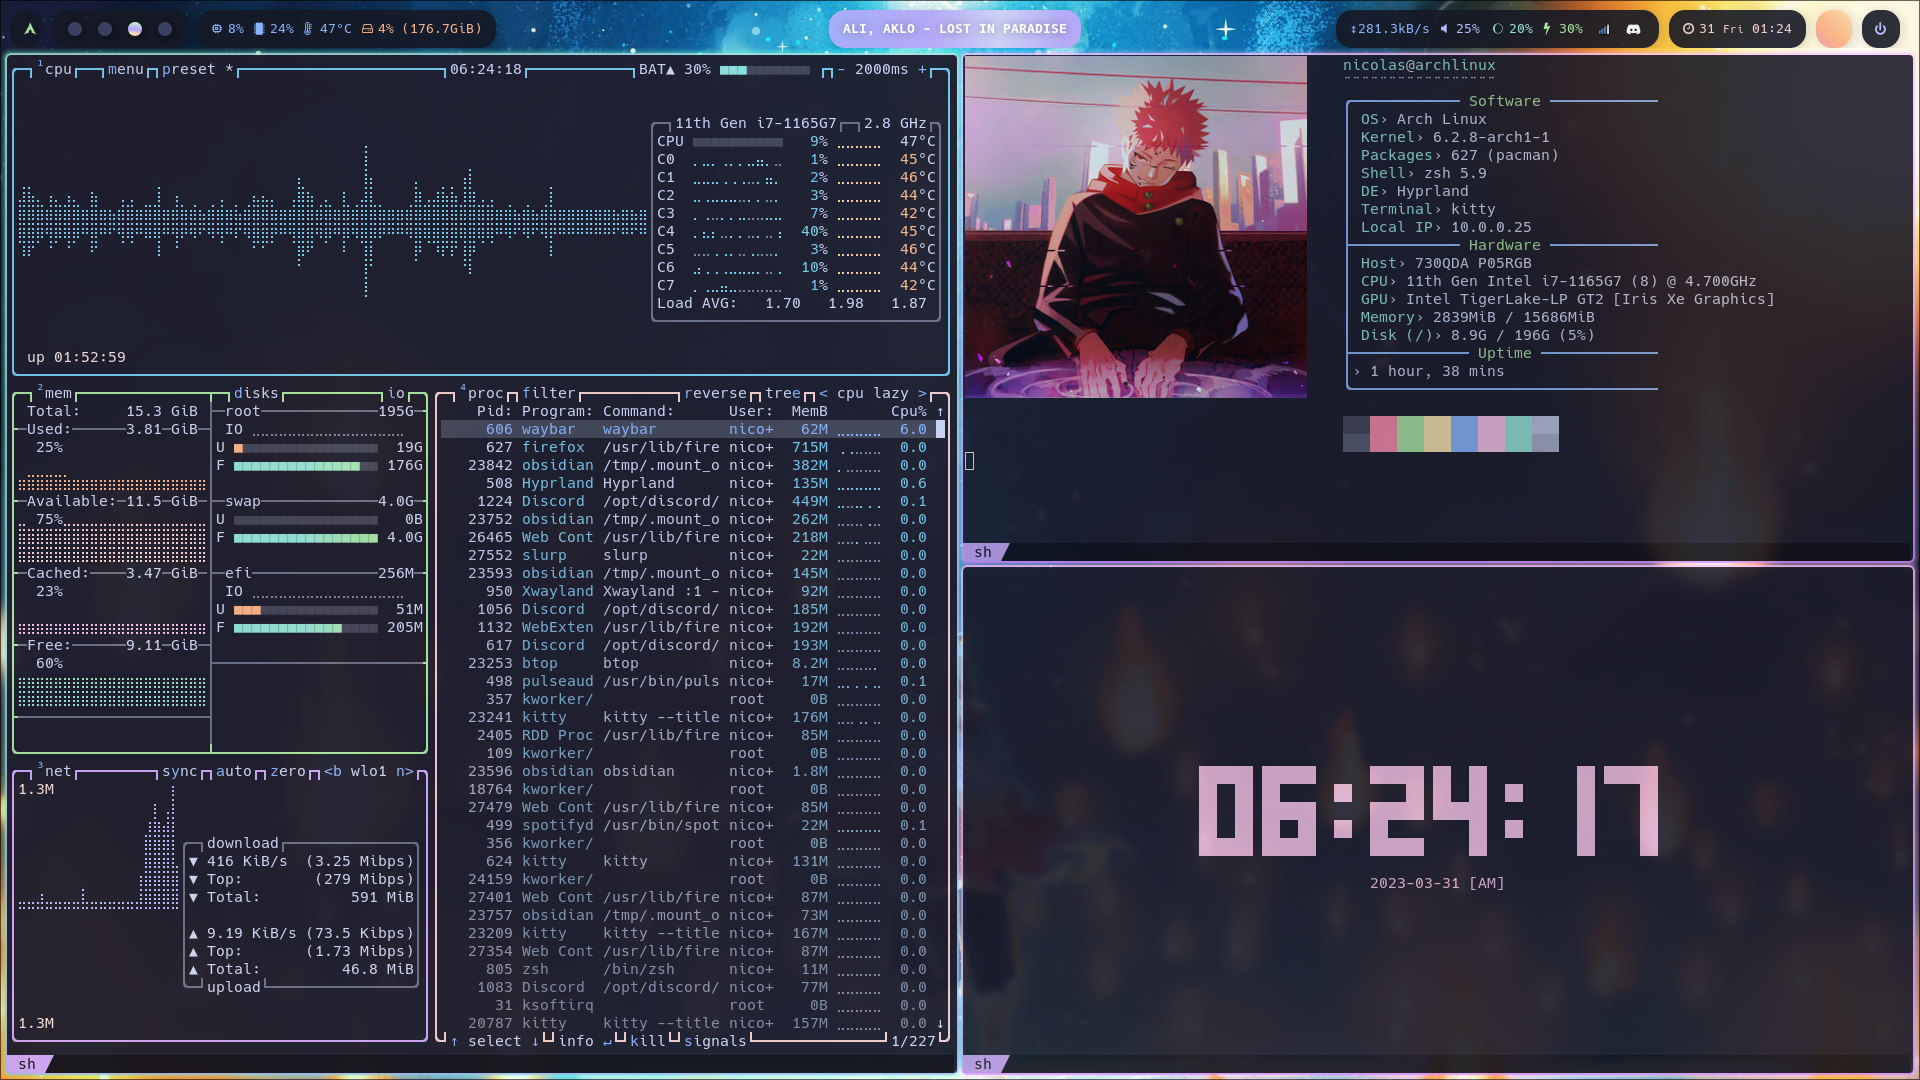 8% 24% 47°C 4% (176.7GiB)
ALI, AKLO - LOST IN PARADISE
↕281.3kB/s 25% 20% 30%
31 Fri 01:24
¹cpu menu preset * 06:24:18 BAT▲ 30% - 2000ms +
11th Gen i7-1165G7 2.8 GHz
CPU 9% 47°C
C0 1% 45°C
C1 2% 46°C
C2 3% 44°C
C3 7% 42°C
C4 40% 45°C
C5 3% 46°C
C6 10% 44°C
C7 1% 42°C
Load AVG: 1.70 1.98 1.87
up 01:52:59
²mem disks io
Total: 15.3 GiB
Used: 3.81 GiB
25%
Available: 11.5 GiB
75%
Cached: 3.47 GiB
23%
Free: 9.11 GiB
60%
root 195G
IO
U 19G
F 176G
swap 4.0G
U 0B
F 4.0G
efi 256M
IO
U 51M
F 205M
³net sync auto zero <b wlo1 n>
1.3M
download
▼ 416 KiB/s (3.25 Mibps)
▼ Top: (279 Mibps)
▼ Total: 591 MiB
▲ 9.19 KiB/s (73.5 Kibps)
▲ Top: (1.73 Mibps)
▲ Total: 46.8 MiB
upload
1.3M
⁴proc filter reverse tree < cpu lazy >
Pid: Program: Command: User: MemB Cpu% ↑
606 waybar waybar nico+ 62M 6.0
627 firefox /usr/lib/fire nico+ 715M 0.0
23842 obsidian /tmp/.mount_o nico+ 382M 0.0
508 Hyprland Hyprland nico+ 135M 0.6
1224 Discord /opt/discord/ nico+ 449M 0.1
23752 obsidian /tmp/.mount_o nico+ 262M 0.0
26465 Web Cont /usr/lib/fire nico+ 218M 0.0
27552 slurp slurp nico+ 22M 0.0
23593 obsidian /tmp/.mount_o nico+ 145M 0.0
950 Xwayland Xwayland :1 - nico+ 92M 0.0
1056 Discord /opt/discord/ nico+ 185M 0.0
1132 WebExten /usr/lib/fire nico+ 192M 0.0
617 Discord /opt/discord/ nico+ 193M 0.0
23253 btop btop nico+ 8.2M 0.0
498 pulseaud /usr/bin/puls nico+ 17M 0.1
357 kworker/ root 0B 0.0
23241 kitty kitty --title nico+ 176M 0.0
2405 RDD Proc /usr/lib/fire nico+ 85M 0.0
109 kworker/ root 0B 0.0
23596 obsidian obsidian nico+ 1.8M 0.0
18764 kworker/ root 0B 0.0
27479 Web Cont /usr/lib/fire nico+ 85M 0.0
499 spotifyd /usr/bin/spot nico+ 22M 0.1
356 kworker/ root 0B 0.0
624 kitty kitty nico+ 131M 0.0
24159 kworker/ root 0B 0.0
27401 Web Cont /usr/lib/fire nico+ 87M 0.0
23757 obsidian /tmp/.mount_o nico+ 73M 0.0
23209 kitty kitty --title nico+ 167M 0.0
27354 Web Cont /usr/lib/fire nico+ 87M 0.0
805 zsh /bin/zsh nico+ 11M 0.0
1083 Discord /opt/discord/ nico+ 77M 0.0
31 ksoftirq root 0B 0.0
20787 kitty kitty --title nico+ 157M 0.0 ↓
↑ select ↓ info ↵ kill signals 1/227
sh
nicolas@archlinux
Software
OS› Arch Linux
Kernel› 6.2.8-arch1-1
Packages› 627 (pacman)
Shell› zsh 5.9
DE› Hyprland
Terminal› kitty
Local IP› 10.0.0.25
Hardware
Host› 730QDA P05RGB
CPU› 11th Gen Intel i7-1165G7 (8) @ 4.700GHz
GPU› Intel TigerLake-LP GT2 [Iris Xe Graphics]
Memory› 2839MiB / 15686MiB
Disk (/)› 8.9G / 196G (5%)
Uptime
› 1 hour, 38 mins
sh
06:24:17
2023-03-31 [AM]
sh